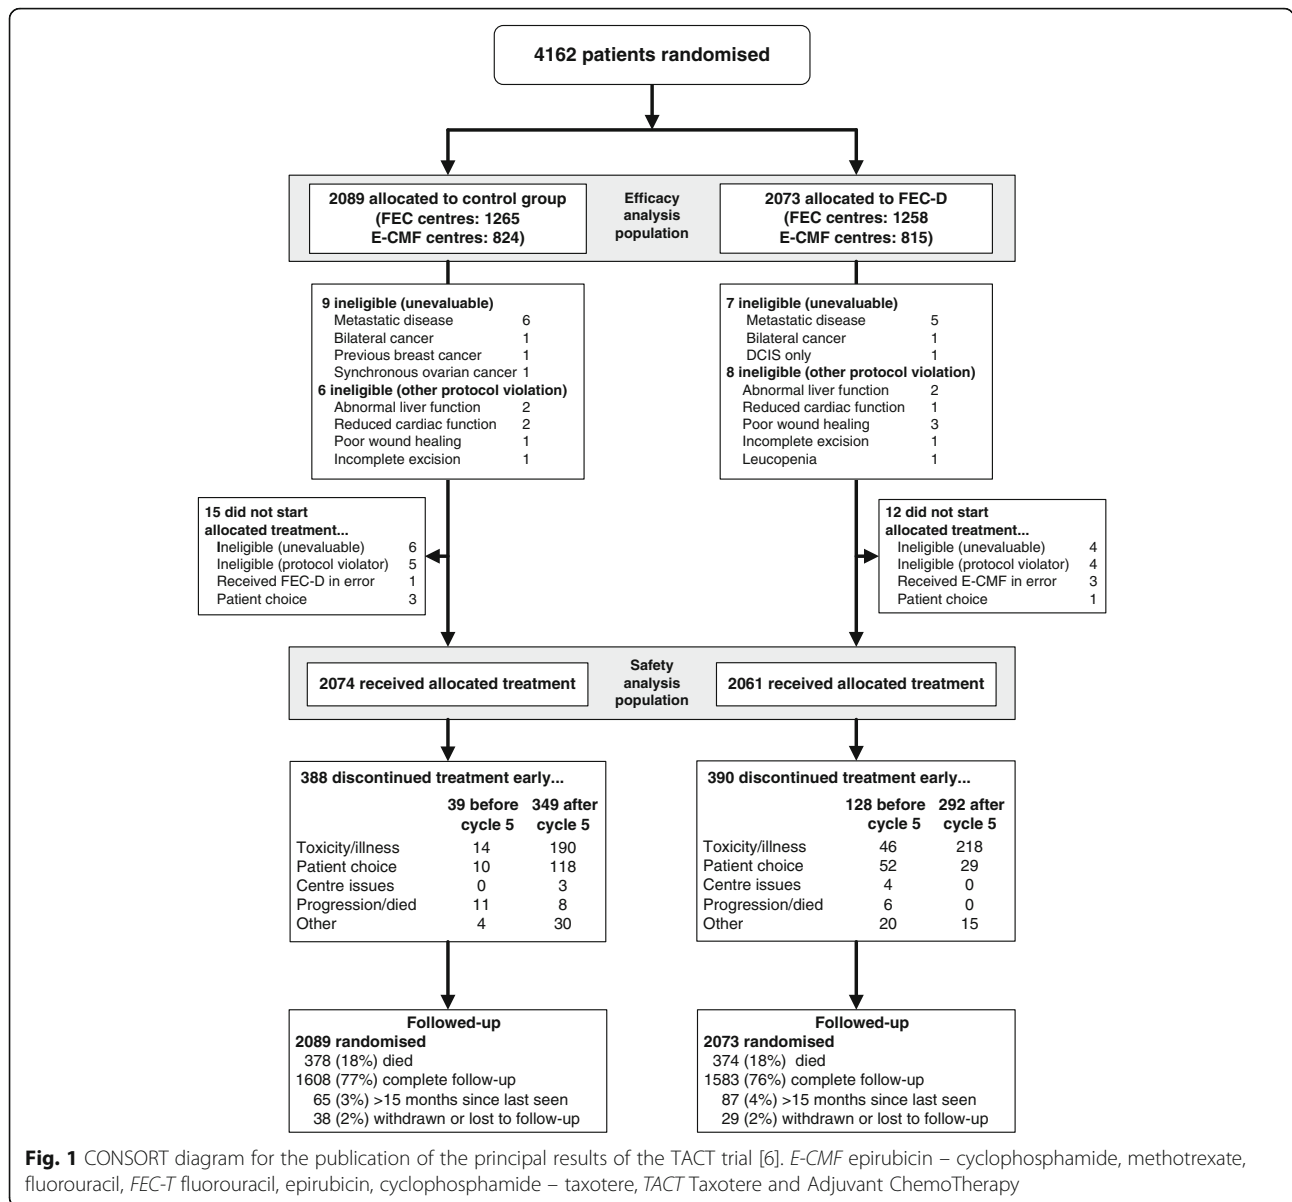 4162 patients randomised
2089 allocated to control group
(FEC centres: 1265
E-CMF centres: 824)
Efficacy
analysis
population
2073 allocated to FEC-D
(FEC centres: 1258
E-CMF centres: 815)
9 ineligible (unevaluable)
Metastatic disease 6
Bilateral cancer 1
Previous breast cancer 1
Synchronous ovarian cancer 1
6 ineligible (other protocol violation)
Abnormal liver function 2
Reduced cardiac function 2
Poor wound healing 1
Incomplete excision 1
7 ineligible (unevaluable)
Metastatic disease 5
Bilateral cancer 1
DCIS only 1
8 ineligible (other protocol violation)
Abnormal liver function 2
Reduced cardiac function 1
Poor wound healing 3
Incomplete excision 1
Leucopenia 1
15 did not start
allocated treatment...
Ineligible (unevaluable) 6
Ineligible (protocol violator) 5
Received FEC-D in error 1
Patient choice 3
12 did not start
allocated treatment...
Ineligible (unevaluable) 4
Ineligible (protocol violator) 4
Received E-CMF in error 3
Patient choice 1
2074 received allocated treatment
Safety
analysis
population
2061 received allocated treatment
388 discontinued treatment early...
39 before 349 after
cycle 5 cycle 5
Toxicity/illness 14 190
Patient choice 10 118
Centre issues 0 3
Progression/died 11 8
Other 4 30
390 discontinued treatment early...
128 before 292 after
cycle 5 cycle 5
Toxicity/illness 46 218
Patient choice 52 29
Centre issues 4 0
Progression/died 6 0
Other 20 15
Followed-up
2089 randomised
378 (18%) died
1608 (77%) complete follow-up
65 (3%) >15 months since last seen
38 (2%) withdrawn or lost to follow-up
Followed-up
2073 randomised
374 (18%) died
1583 (76%) complete follow-up
87 (4%) >15 months since last seen
29 (2%) withdrawn or lost to follow-up
Fig. 1 CONSORT diagram for the publication of the principal results of the TACT trial [6]. E-CMF epirubicin – cyclophosphamide, methotrexate,
fluorouracil, FEC-T fluorouracil, epirubicin, cyclophosphamide – taxotere, TACT Taxotere and Adjuvant ChemoTherapy